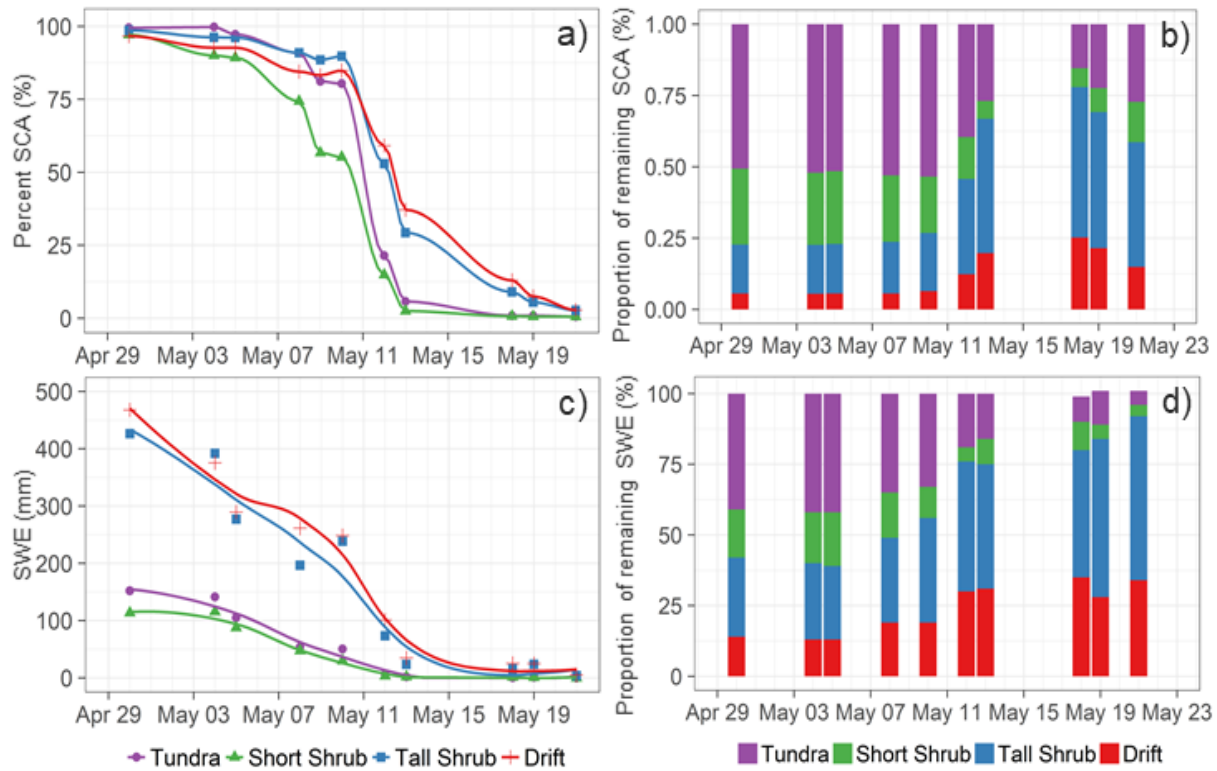 Percent SCA (%)
100
75
50
25
0
a)
Apr 29 May 03 May 07 May 11 May 15 May 19
Proportion of remaining SCA (%)
1.00
0.75
0.50
0.25
0.00
b)
Apr 29 May 03 May 07 May 11 May 15 May 19 May 23
SWE (mm)
500
400
300
200
100
0
c)
Apr 29 May 03 May 07 May 11 May 15 May 19
Tundra Short Shrub Tall Shrub Drift
Proportion of remaining SWE (%)
100
75
50
25
0
d)
Apr 29 May 03 May 07 May 11 May 15 May 19 May 23
Tundra Short Shrub Tall Shrub Drift